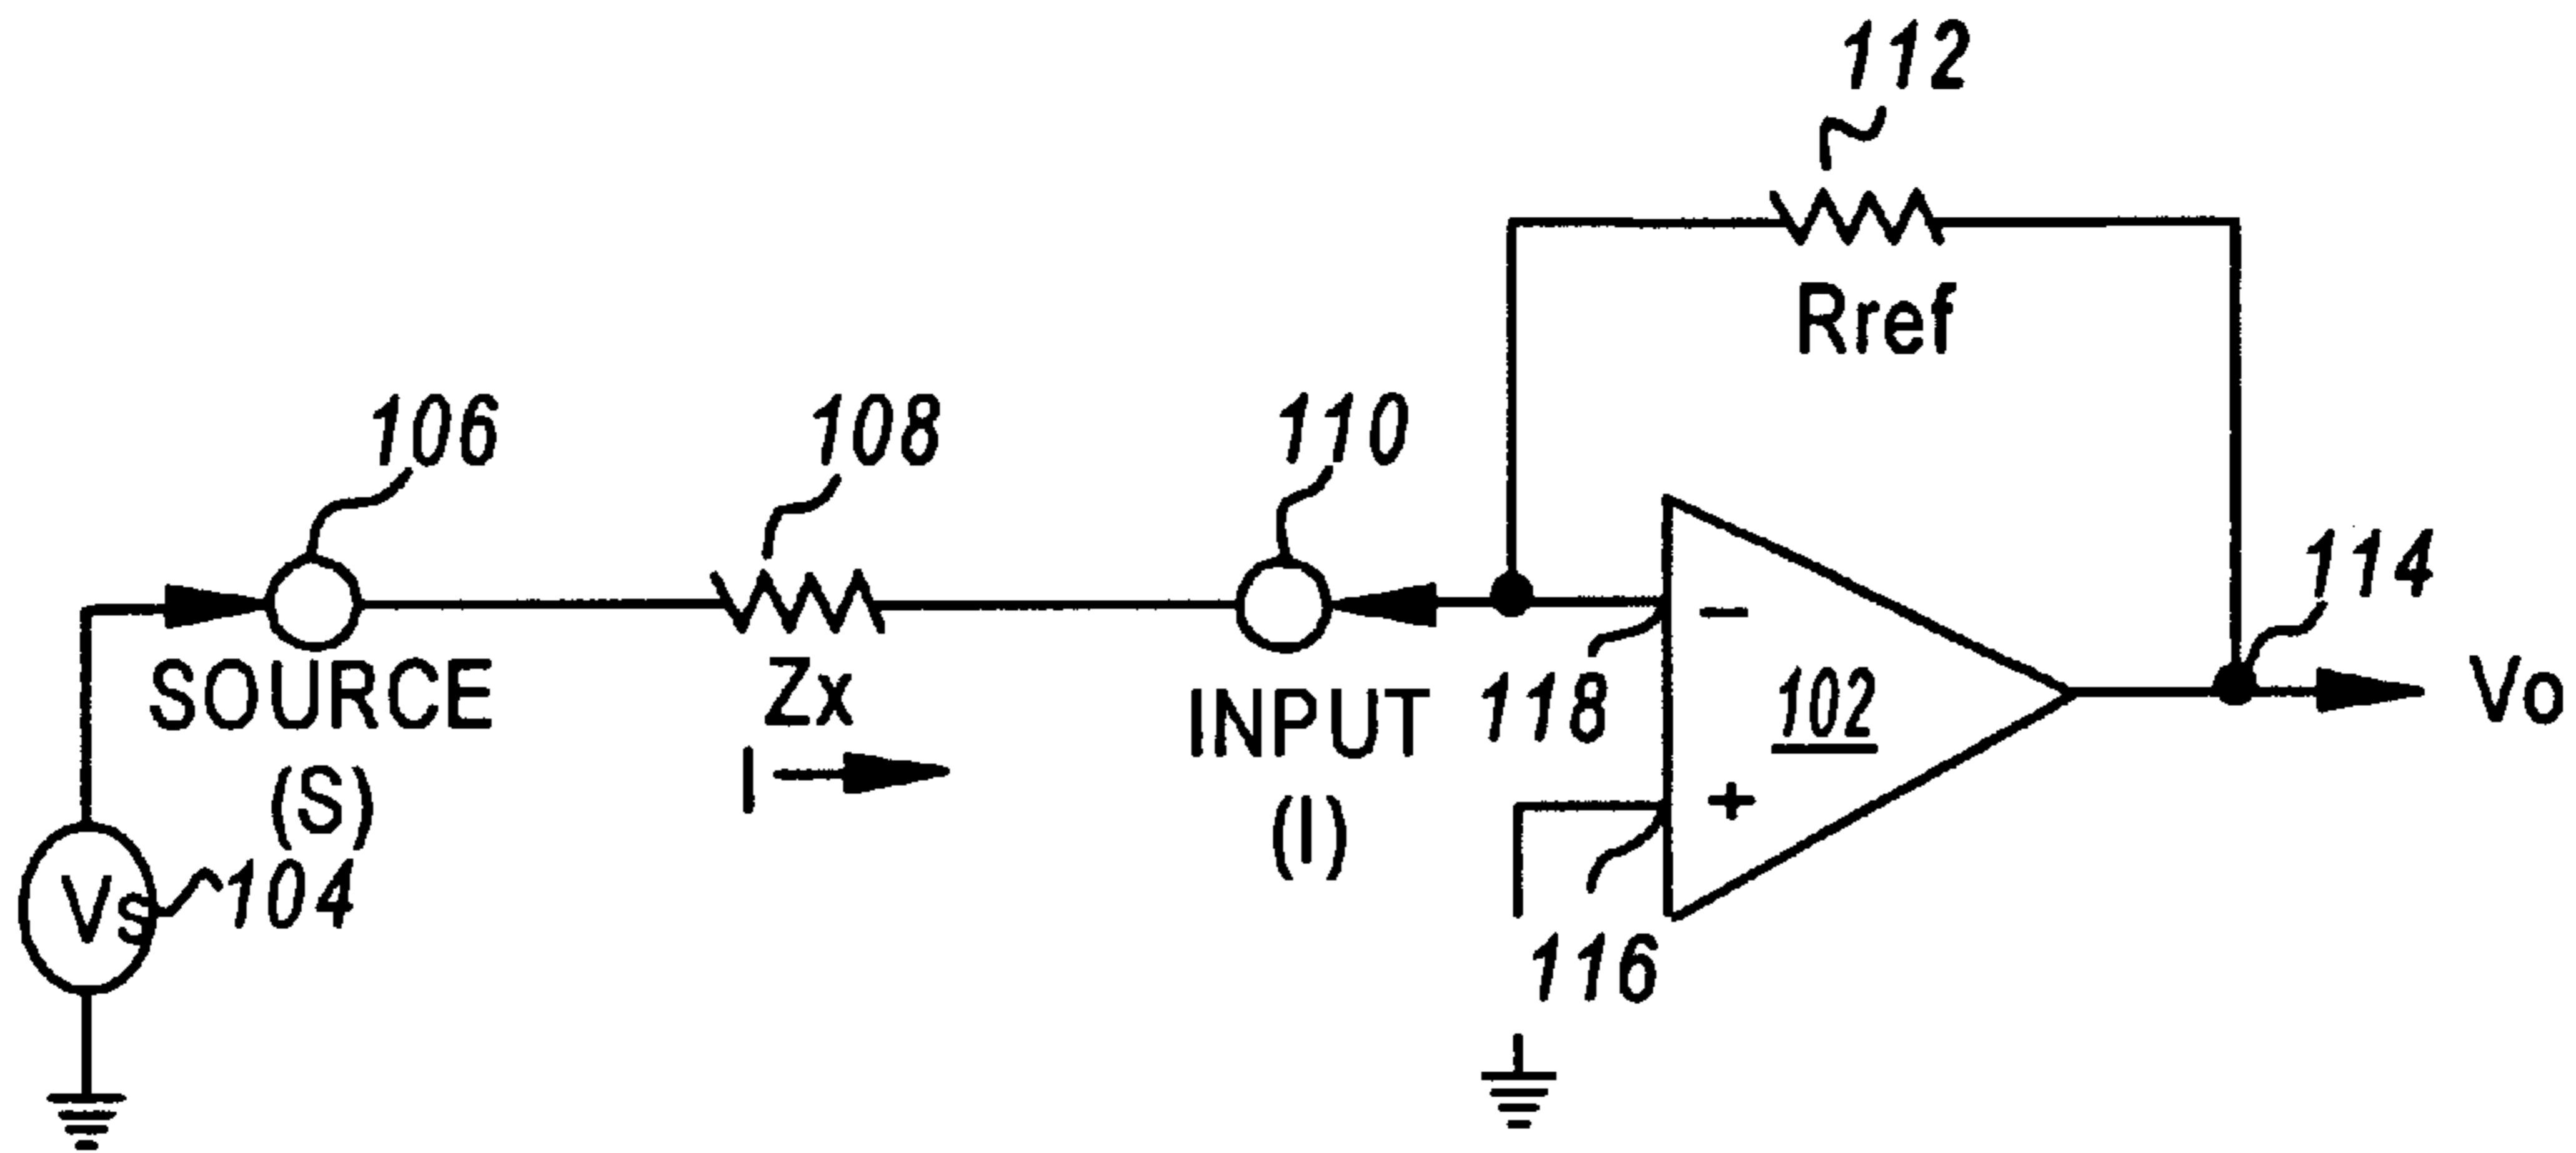 112
Rref
106
108
110
114
SOURCE
(S)
Zx
I
INPUT
(I)
118
−
102
+
Vo
Vs
104
116